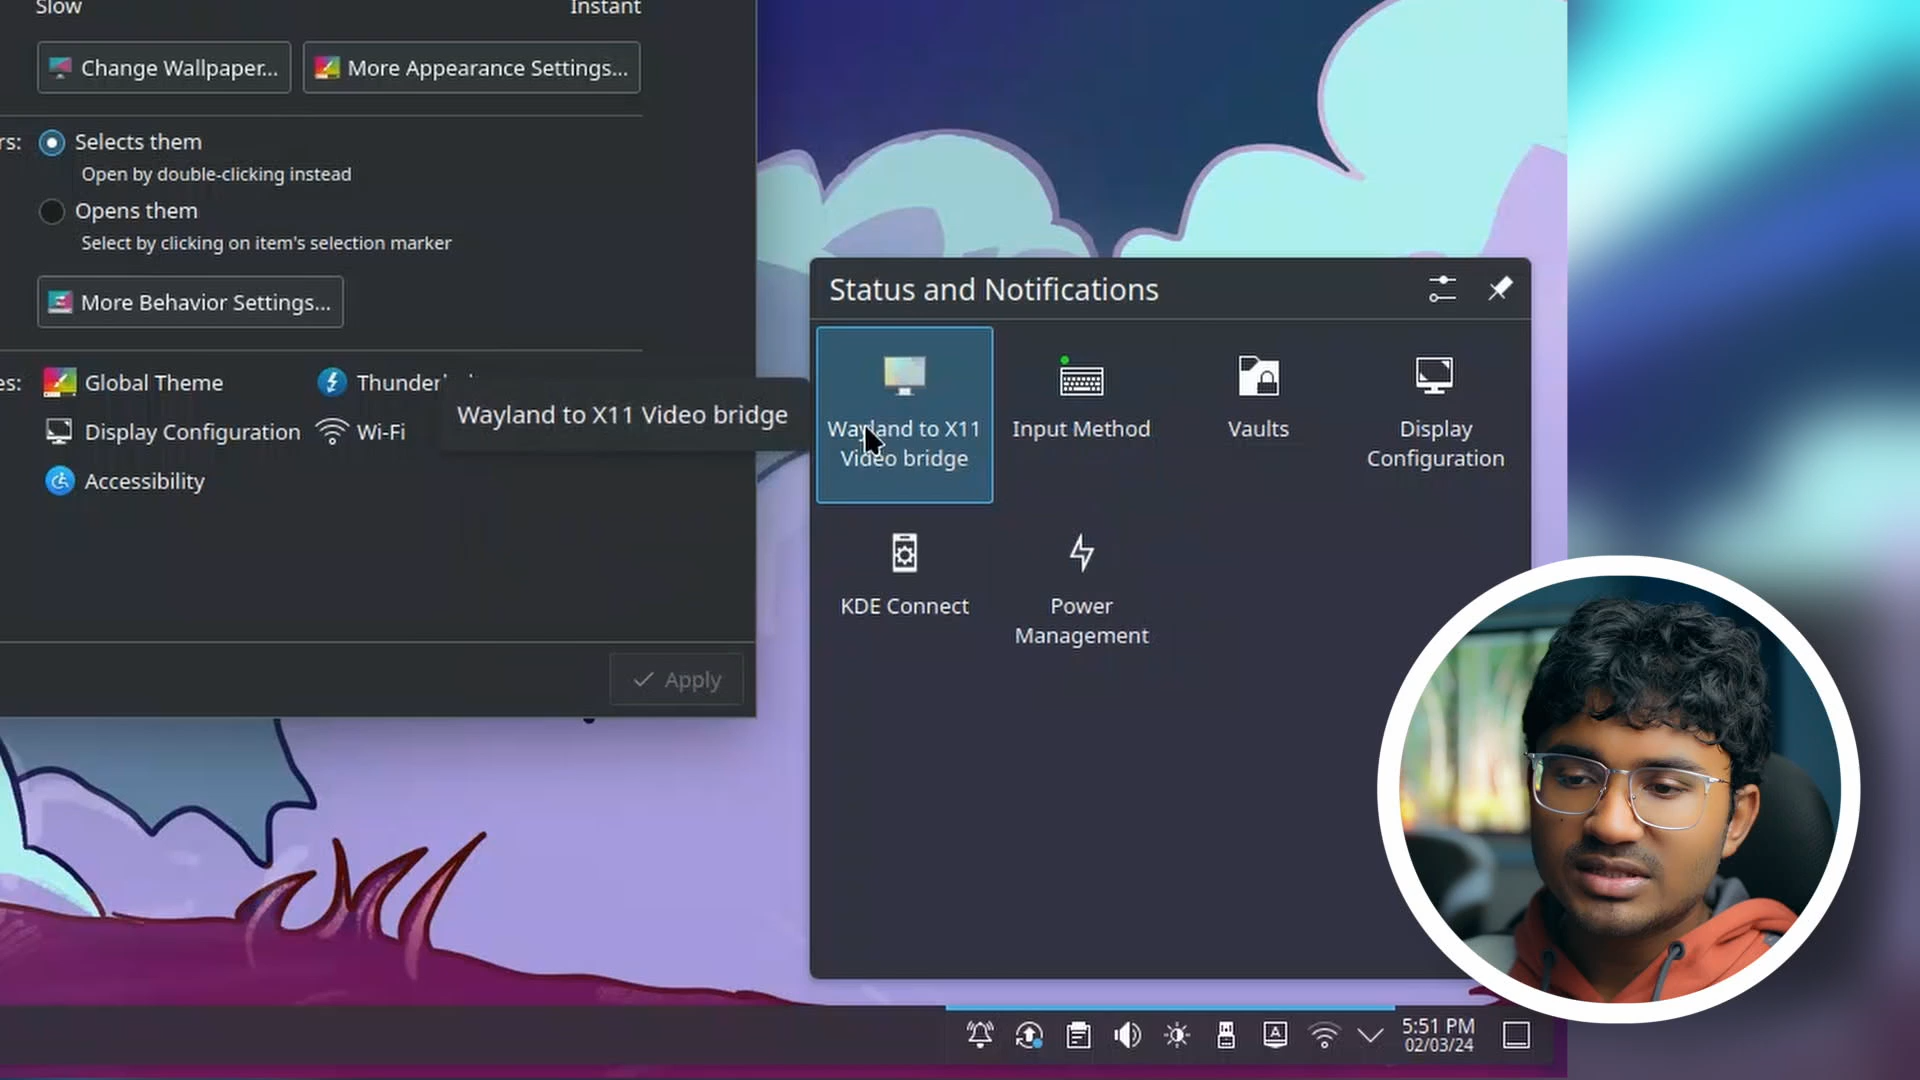 Slow Instant
Change Wallpaper... More Appearance Settings...
rs: Selects them
Open by double-clicking instead
Opens them
Select by clicking on item's selection marker
More Behavior Settings...
es: Global Theme
Display Configuration Wi-Fi
Accessibility
Apply
Wayland to X11 Video bridge
Status and Notifications
Wayland to X11
Video bridge
Input Method
Vaults
Display
Configuration
KDE Connect
Power
Management
A
5:51 PM
02/03/24